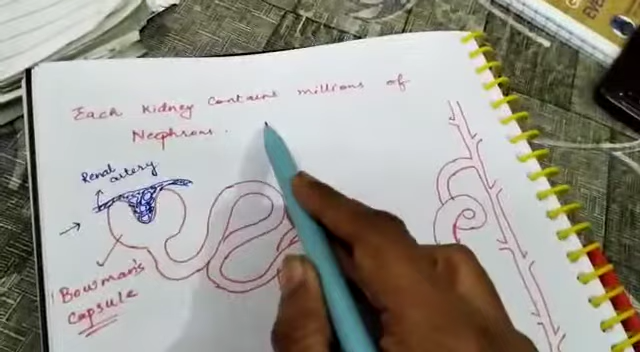 Each Kidney contains millions of
Nephrons.
Renal
artery
Bowman's
capsule